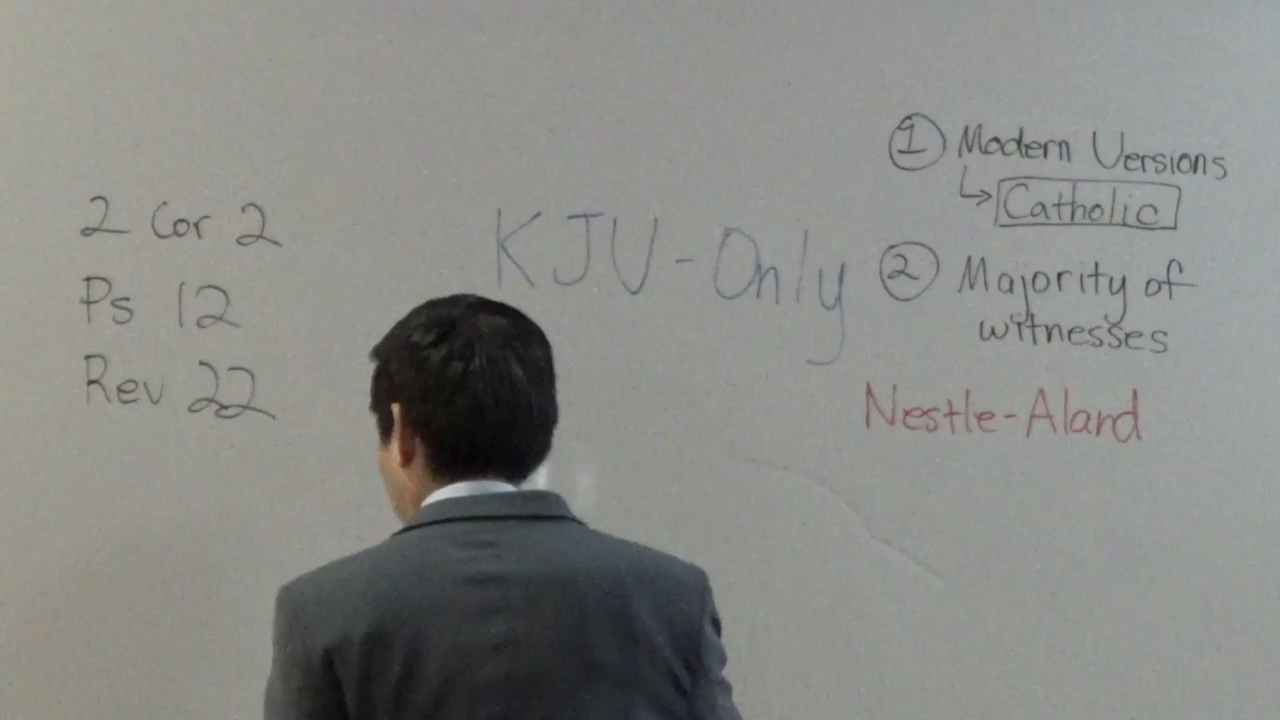 2 Cor 2
Ps 12
Rev 22
KJV-Only
1 Modern Versions
↳ Catholic
2 Majority of
witnesses
Nestle-Aland